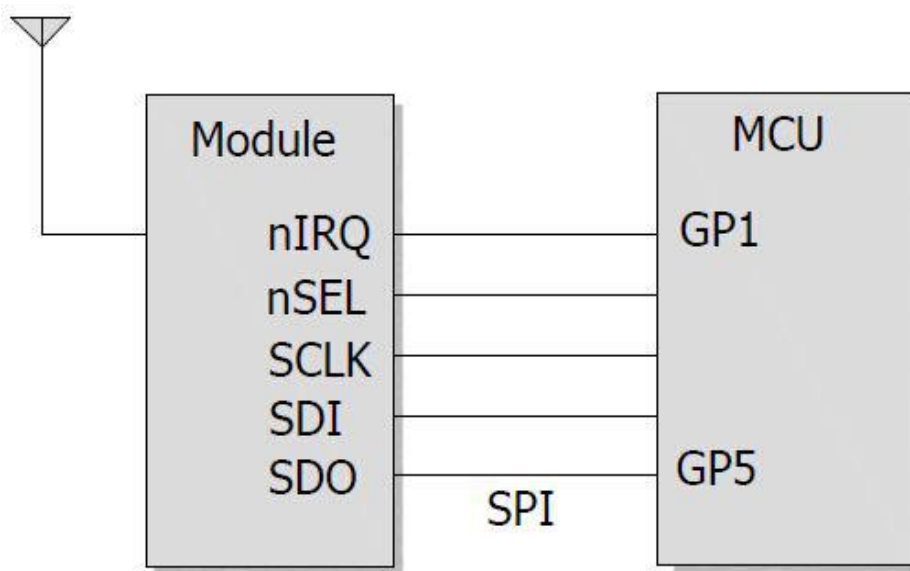 Module
nIRQ
nSEL
SCLK
SDI
SDO
SPI
MCU
GP1
GP5